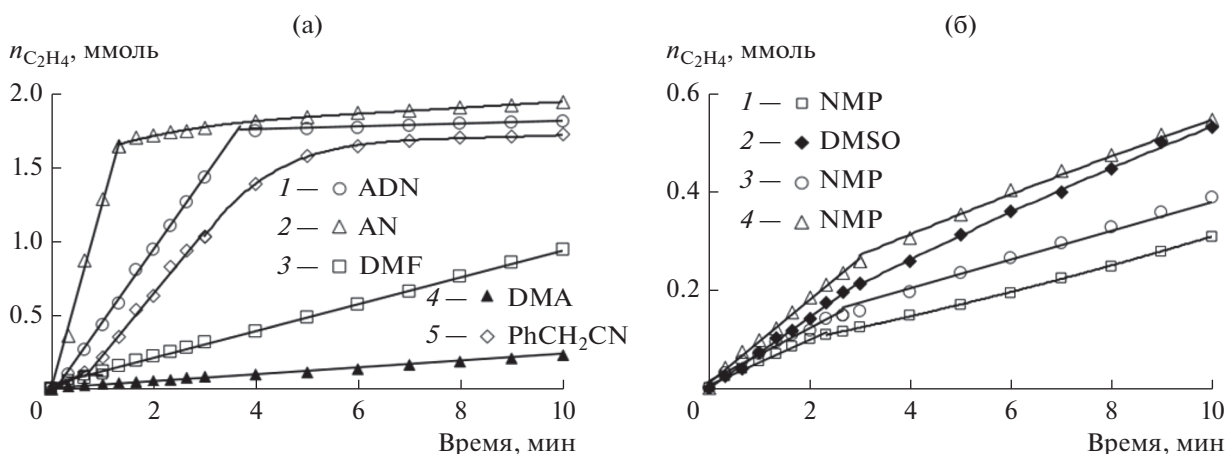 (а)
n_C2H4, ммоль
2.0
1.5
1.0
0.5
0
2
4
6
8
10
Время, мин
1 — ADN
2 — AN
3 — DMF
4 — DMA
5 — PhCH2CN
(б)
n_C2H4, ммоль
0.6
0.4
0.2
0
2
4
6
8
10
Время, мин
1 — NMP
2 — DMSO
3 — NMP
4 — NMP